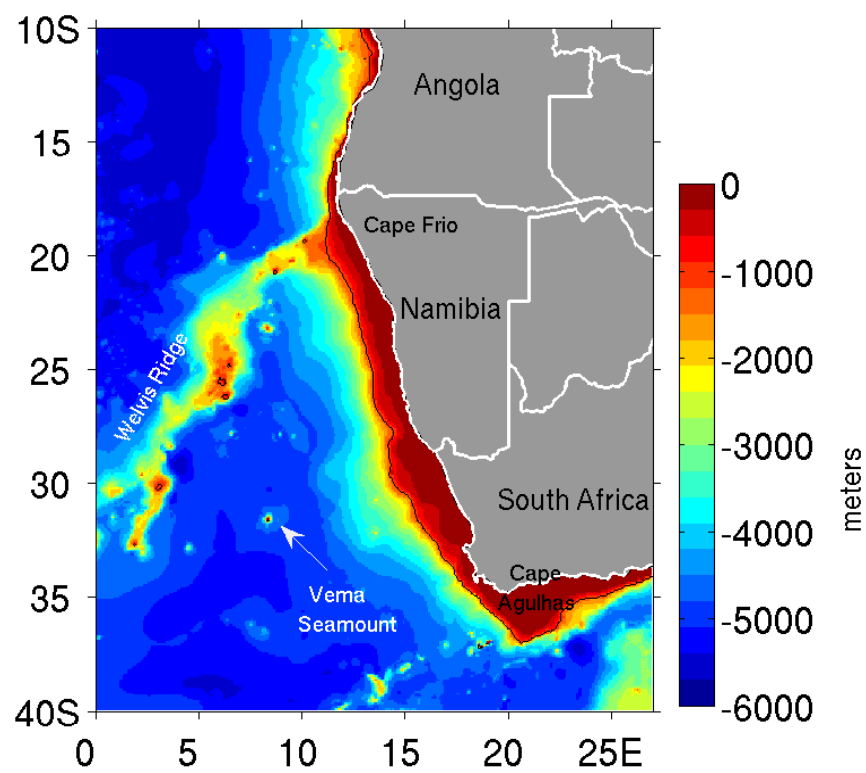 10S
Angola
15
0
Cape Frio
20
-1000
Namibia
Welvis Ridge
-2000
25
-3000
meters
30
South Africa
-4000
Vema
Seamount
Cape
Agulhas
35
-5000
40S
-6000
0
5
10
15
20
25E